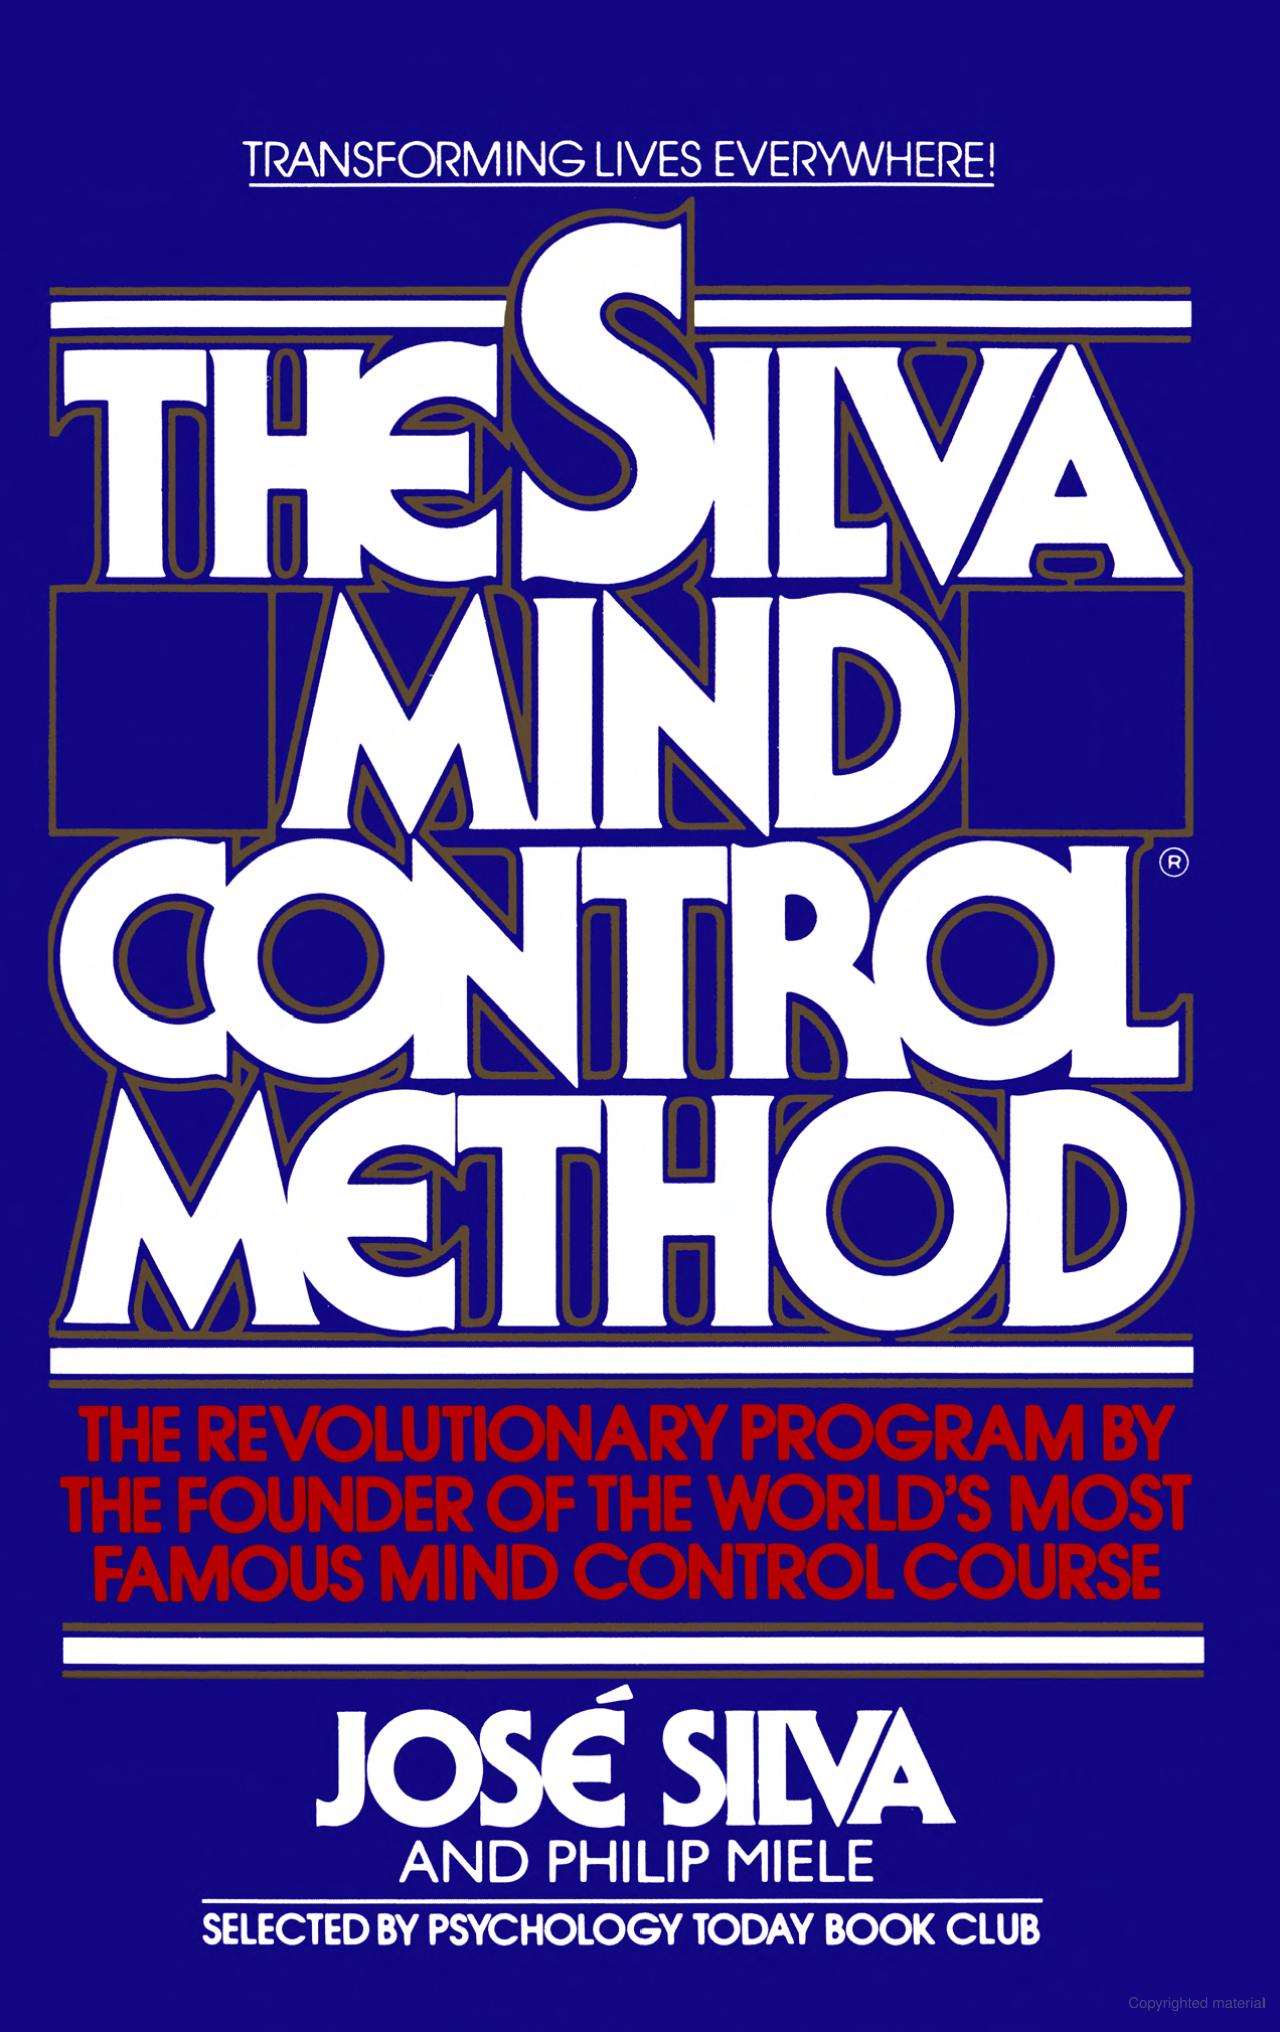 TRANSFORMING LIVES EVERYWHERE!
THE SILVA
MIND
CONTROL®
METHOD
THE REVOLUTIONARY PROGRAM BY
THE FOUNDER OF THE WORLD'S MOST
FAMOUS MIND CONTROL COURSE
JOSÉ SILVA
AND PHILIP MIELE
SELECTED BY PSYCHOLOGY TODAY BOOK CLUB
Copyrighted material